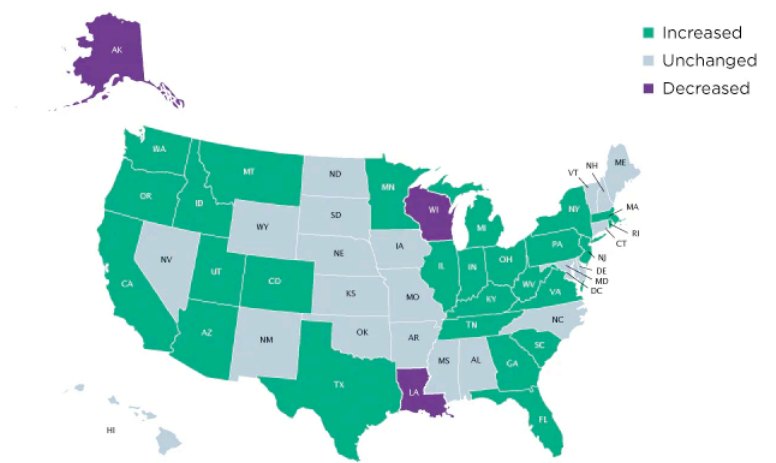 Increased
Unchanged
Decreased
AK
WA
OR
CA
ID
NV
MT
WY
UT
AZ
CO
NM
ND
SD
NE
KS
OK
TX
MN
IA
MO
AR
LA
WI
IL
MI
IN
OH
KY
TN
MS
AL
GA
FL
SC
NC
VA
WV
PA
NY
VT
NH
ME
MA
RI
CT
NJ
DE
MD
DC
HI